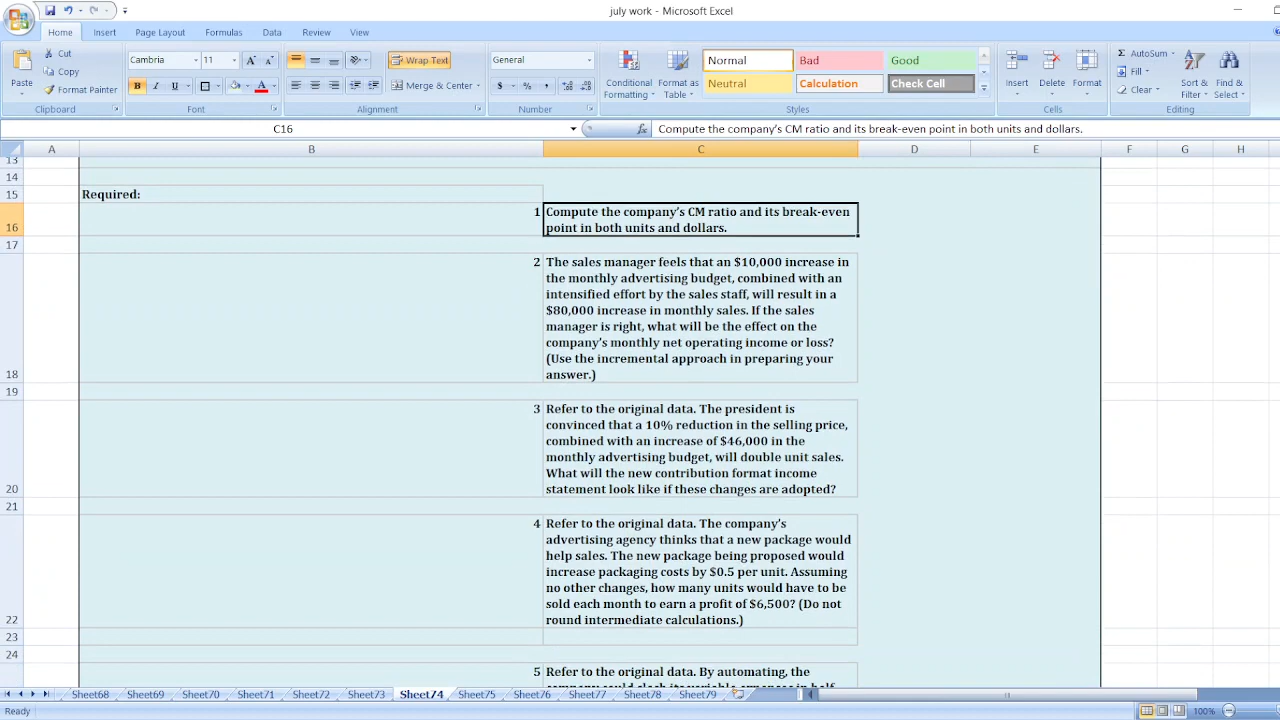 july work - Microsoft Excel
Home Insert Page Layout Formulas Data Review View
Cut
Copy
Format Painter
Paste
Clipboard
Cambria 11
B I U
Font
Wrap Text
Merge & Center
Alignment
General
$ % ,
Number
Conditional Formatting
Format as Table
Normal Bad Good
Neutral Calculation Check Cell
Styles
Insert Delete Format
Cells
AutoSum
Fill
Clear
Sort & Filter
Find & Select
Editing
C16 fx Compute the company's CM ratio and its break-even point in both units and dollars.
A B C D E F G H
13
14
15 Required:
1 Compute the company's CM ratio and its break-even
16 point in both units and dollars.
17
2 The sales manager feels that an $10,000 increase in
the monthly advertising budget, combined with an
intensified effort by the sales staff, will result in a
$80,000 increase in monthly sales. If the sales
manager is right, what will be the effect on the
company's monthly net operating income or loss?
(Use the incremental approach in preparing your
18 answer.)
19
3 Refer to the original data. The president is
convinced that a 10% reduction in the selling price,
combined with an increase of $46,000 in the
monthly advertising budget, will double unit sales.
What will the new contribution format income
20 statement look like if these changes are adopted?
21
4 Refer to the original data. The company's
advertising agency thinks that a new package would
help sales. The new package being proposed would
increase packaging costs by $0.5 per unit. Assuming
no other changes, how many units would have to be
sold each month to earn a profit of $6,500? (Do not
22 round intermediate calculations.)
23
24
5 Refer to the original data. By automating, the
Sheet68 Sheet69 Sheet70 Sheet71 Sheet72 Sheet73 Sheet74 Sheet75 Sheet76 Sheet77 Sheet78 Sheet79
Ready 100%